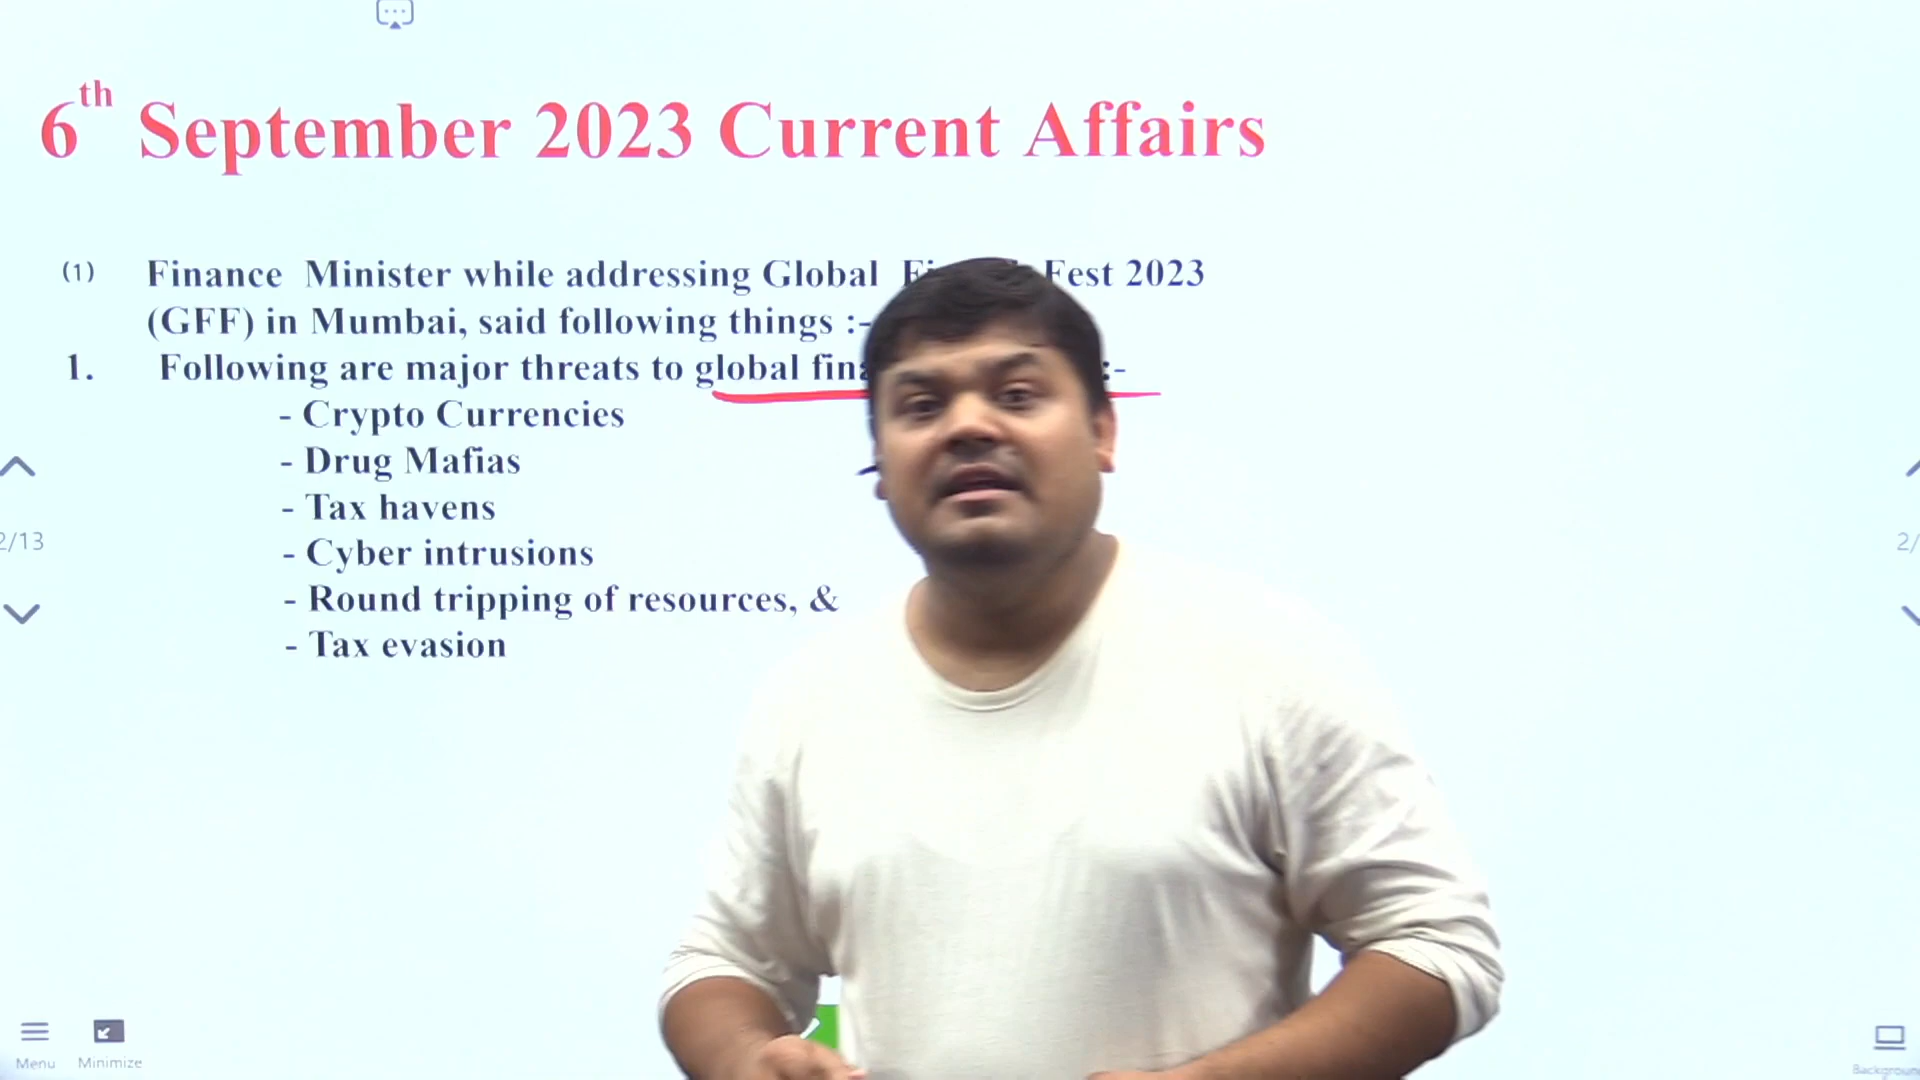 6th September 2023 Current Affairs
(1) Finance Minister while addressing Global Fest 2023
(GFF) in Mumbai, said following things :-
1. Following are major threats to global :-
- Crypto Currencies
- Drug Mafias
- Tax havens
- Cyber intrusions
- Round tripping of resources, &
- Tax evasion
2/13
2/
Menu
Minimize
Background